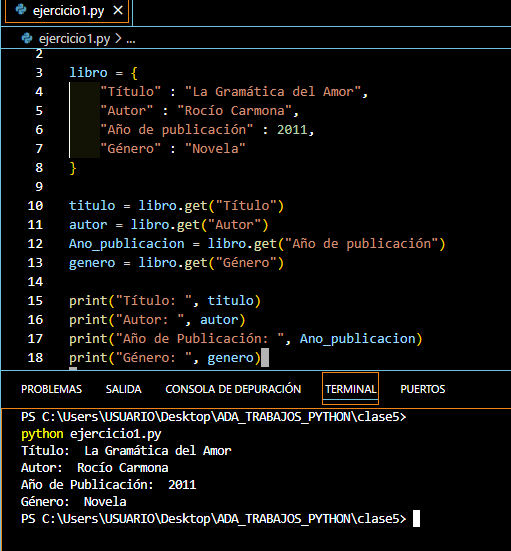 ejercicio1.py ×
ejercicio1.py > ...
2
3 libro = {
4 "Título" : "La Gramática del Amor",
5 "Autor" : "Rocío Carmona",
6 "Año de publicación" : 2011,
7 "Género" : "Novela"
8 }
9
10 titulo = libro.get("Título")
11 autor = libro.get("Autor")
12 Ano_publicacion = libro.get("Año de publicación")
13 genero = libro.get("Género")
14
15 print("Título: ", titulo)
16 print("Autor: ", autor)
17 print("Año de Publicación: ", Ano_publicacion)
18 print("Género: ", genero)
PROBLEMAS SALIDA CONSOLA DE DEPURACIÓN TERMINAL PUERTOS
PS C:\Users\USUARIO\Desktop\ADA_TRABAJOS_PYTHON\clase5>
python ejercicio1.py
Título:  La Gramática del Amor
Autor:  Rocío Carmona
Año de Publicación:  2011
Género:  Novela
PS C:\Users\USUARIO\Desktop\ADA_TRABAJOS_PYTHON\clase5>